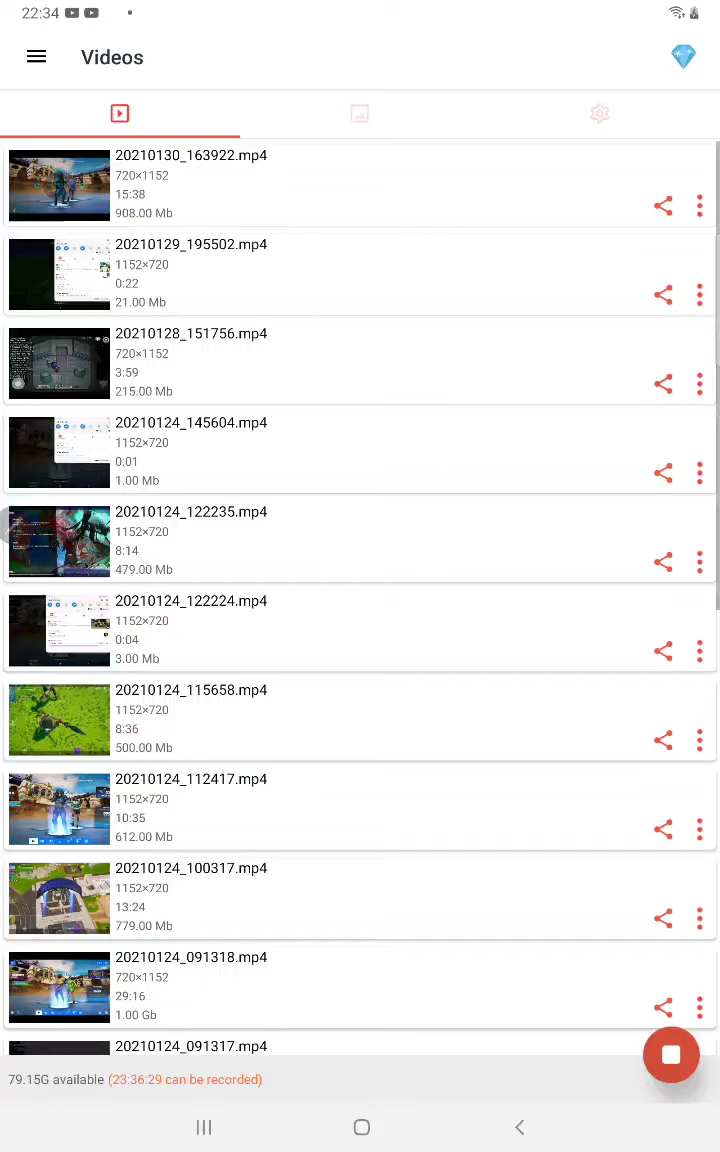 22:34
Videos
20210130_163922.mp4
720×1152
15:38
908.00 Mb
20210129_195502.mp4
1152×720
0:22
21.00 Mb
20210128_151756.mp4
720×1152
3:59
215.00 Mb
20210124_145604.mp4
1152×720
0:01
1.00 Mb
20210124_122235.mp4
1152×720
8:14
479.00 Mb
20210124_122224.mp4
1152×720
0:04
3.00 Mb
20210124_115658.mp4
1152×720
8:36
500.00 Mb
20210124_112417.mp4
1152×720
10:35
612.00 Mb
20210124_100317.mp4
1152×720
13:24
779.00 Mb
20210124_091318.mp4
720×1152
29:16
1.00 Gb
20210124_091317.mp4
79.15G available (23:36:29 can be recorded)